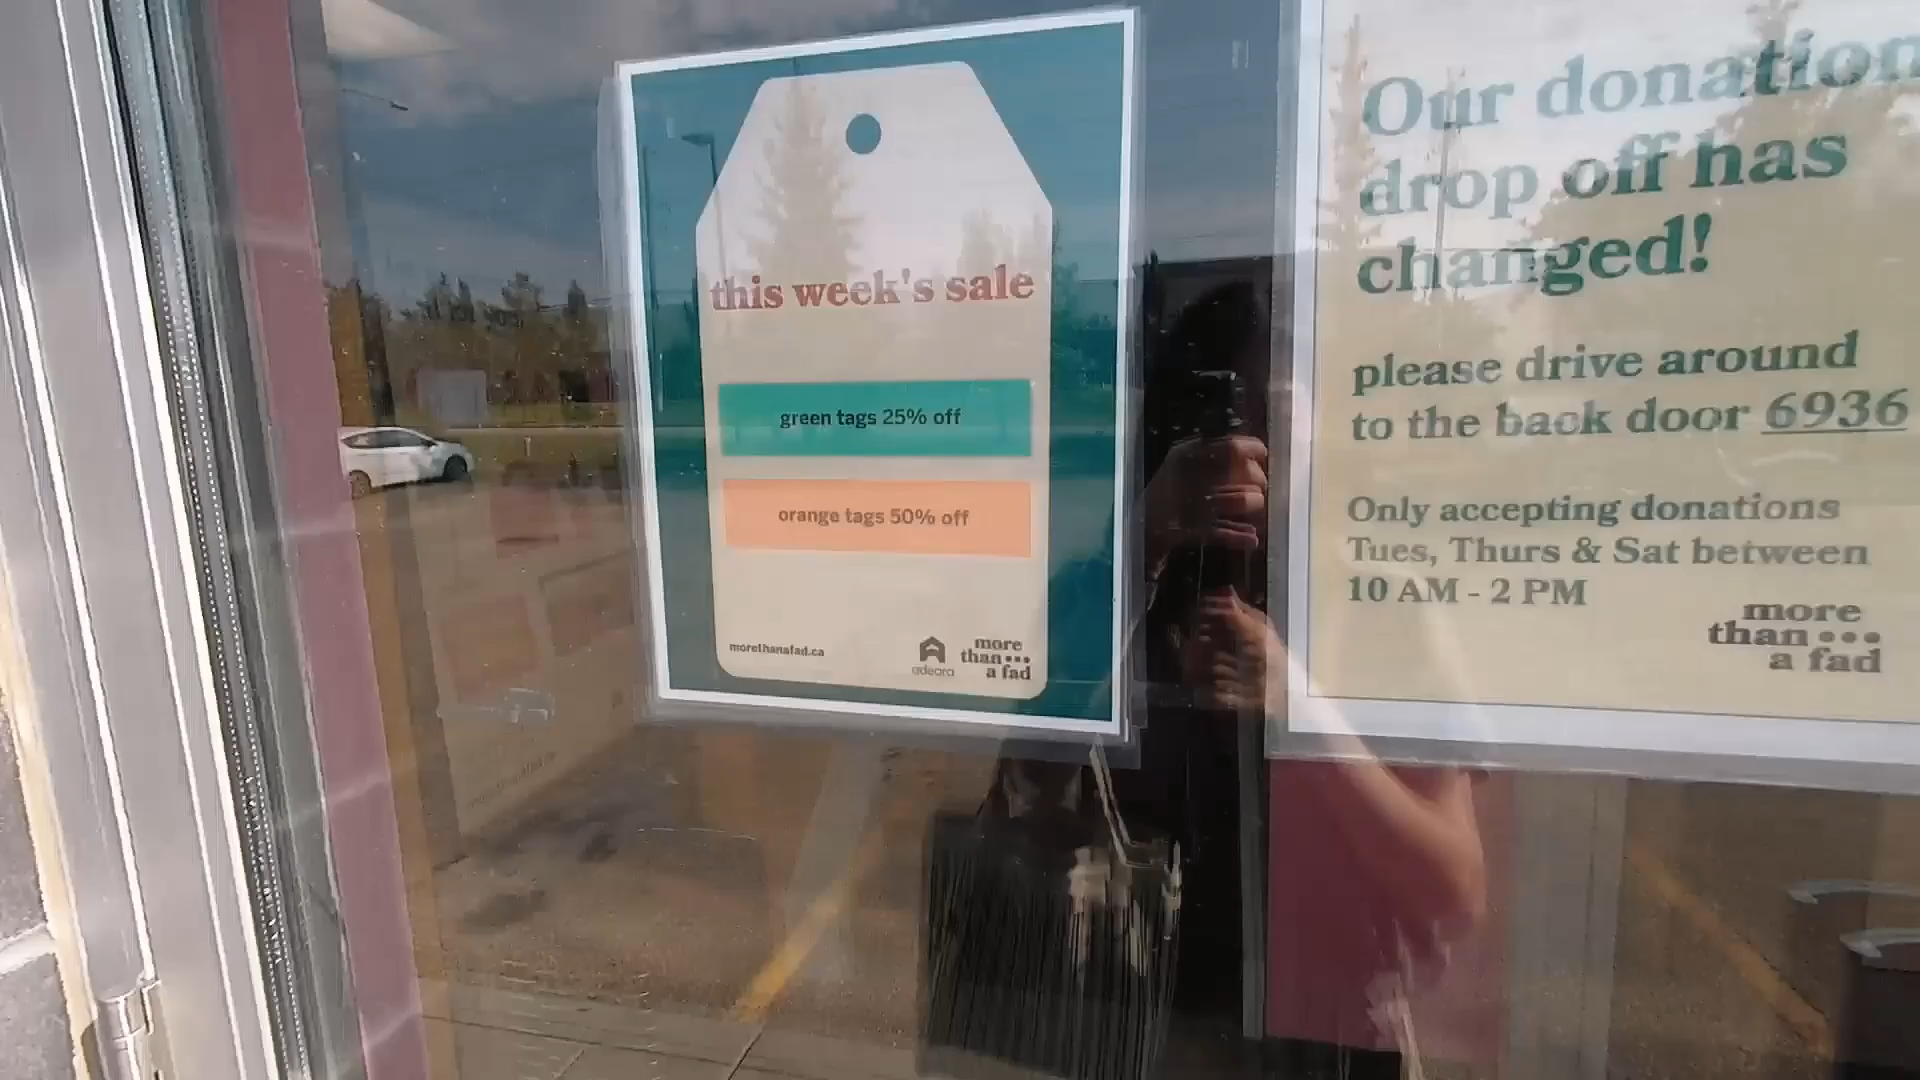 this week's sale
green tags 25% off
orange tags 50% off
morethanafad.ca
adeara
more
than•••
a fad
Our donation
drop off has
changed!
please drive around
to the back door 6936
Only accepting donations
Tues, Thurs & Sat between
10 AM - 2 PM
more
than •••
a fad